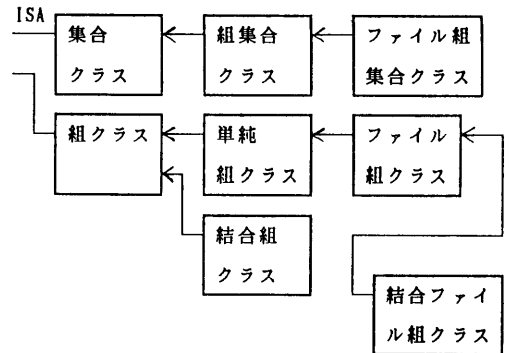 ISA
集合
クラス
組集合
クラス
ファイル組
集合クラス
組クラス
単純
組クラス
ファイル
組クラス
結合組
クラス
結合ファイ
ル組クラス